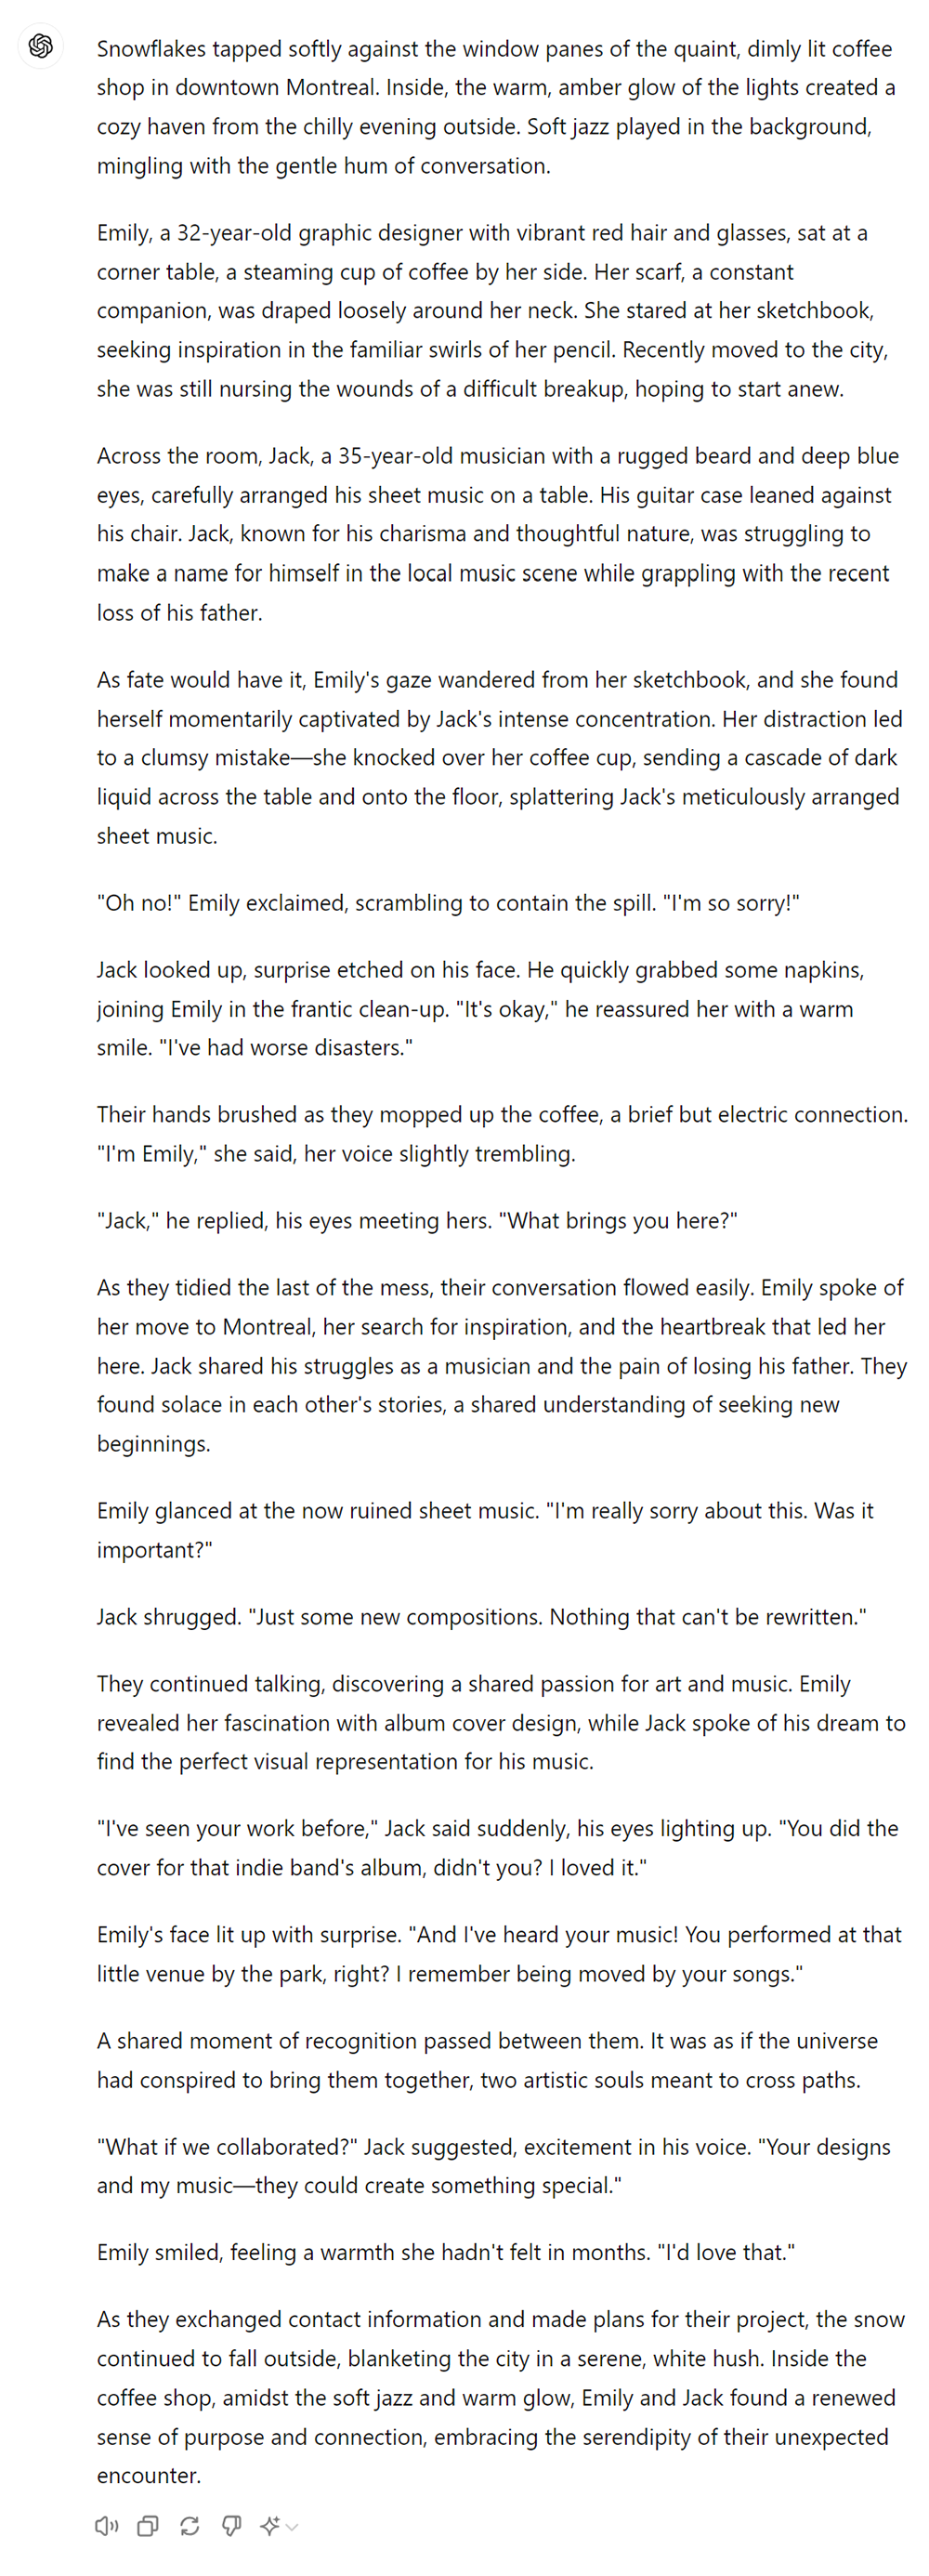 Snowflakes tapped softly against the window panes of the quaint, dimly lit coffee
shop in downtown Montreal. Inside, the warm, amber glow of the lights created a
cozy haven from the chilly evening outside. Soft jazz played in the background,
mingling with the gentle hum of conversation.
Emily, a 32-year-old graphic designer with vibrant red hair and glasses, sat at a
corner table, a steaming cup of coffee by her side. Her scarf, a constant
companion, was draped loosely around her neck. She stared at her sketchbook,
seeking inspiration in the familiar swirls of her pencil. Recently moved to the city,
she was still nursing the wounds of a difficult breakup, hoping to start anew.
Across the room, Jack, a 35-year-old musician with a rugged beard and deep blue
eyes, carefully arranged his sheet music on a table. His guitar case leaned against
his chair. Jack, known for his charisma and thoughtful nature, was struggling to
make a name for himself in the local music scene while grappling with the recent
loss of his father.
As fate would have it, Emily's gaze wandered from her sketchbook, and she found
herself momentarily captivated by Jack's intense concentration. Her distraction led
to a clumsy mistake—she knocked over her coffee cup, sending a cascade of dark
liquid across the table and onto the floor, splattering Jack's meticulously arranged
sheet music.
"Oh no!" Emily exclaimed, scrambling to contain the spill. "I'm so sorry!"
Jack looked up, surprise etched on his face. He quickly grabbed some napkins,
joining Emily in the frantic clean-up. "It's okay," he reassured her with a warm
smile. "I've had worse disasters."
Their hands brushed as they mopped up the coffee, a brief but electric connection.
"I'm Emily," she said, her voice slightly trembling.
"Jack," he replied, his eyes meeting hers. "What brings you here?"
As they tidied the last of the mess, their conversation flowed easily. Emily spoke of
her move to Montreal, her search for inspiration, and the heartbreak that led her
here. Jack shared his struggles as a musician and the pain of losing his father. They
found solace in each other's stories, a shared understanding of seeking new
beginnings.
Emily glanced at the now ruined sheet music. "I'm really sorry about this. Was it
important?"
Jack shrugged. "Just some new compositions. Nothing that can't be rewritten."
They continued talking, discovering a shared passion for art and music. Emily
revealed her fascination with album cover design, while Jack spoke of his dream to
find the perfect visual representation for his music.
"I've seen your work before," Jack said suddenly, his eyes lighting up. "You did the
cover for that indie band's album, didn't you? I loved it."
Emily's face lit up with surprise. "And I've heard your music! You performed at that
little venue by the park, right? I remember being moved by your songs."
A shared moment of recognition passed between them. It was as if the universe
had conspired to bring them together, two artistic souls meant to cross paths.
"What if we collaborated?" Jack suggested, excitement in his voice. "Your designs
and my music—they could create something special."
Emily smiled, feeling a warmth she hadn't felt in months. "I'd love that."
As they exchanged contact information and made plans for their project, the snow
continued to fall outside, blanketing the city in a serene, white hush. Inside the
coffee shop, amidst the soft jazz and warm glow, Emily and Jack found a renewed
sense of purpose and connection, embracing the serendipity of their unexpected
encounter.